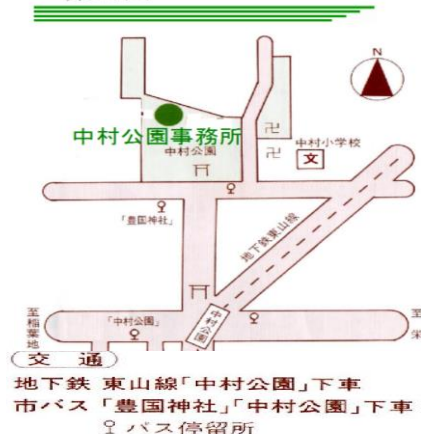 N
中村公園事務所
中村公園
中村小学校
文
「豊国神社」
地下鉄東山線
至稲葉地
「中村公園」
中村公園
至栄
交通
地下鉄 東山線「中村公園」下車
市バス「豊国神社」「中村公園」下車
バス停留所